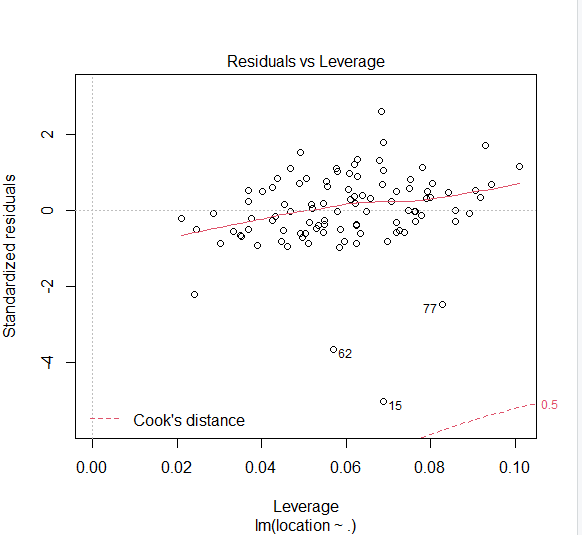 Residuals vs Leverage
Standardized residuals
2
0
-2
-4
77
62
15
0.5
Cook's distance
0.00 0.02 0.04 0.06 0.08 0.10
Leverage
lm(location ~ .)